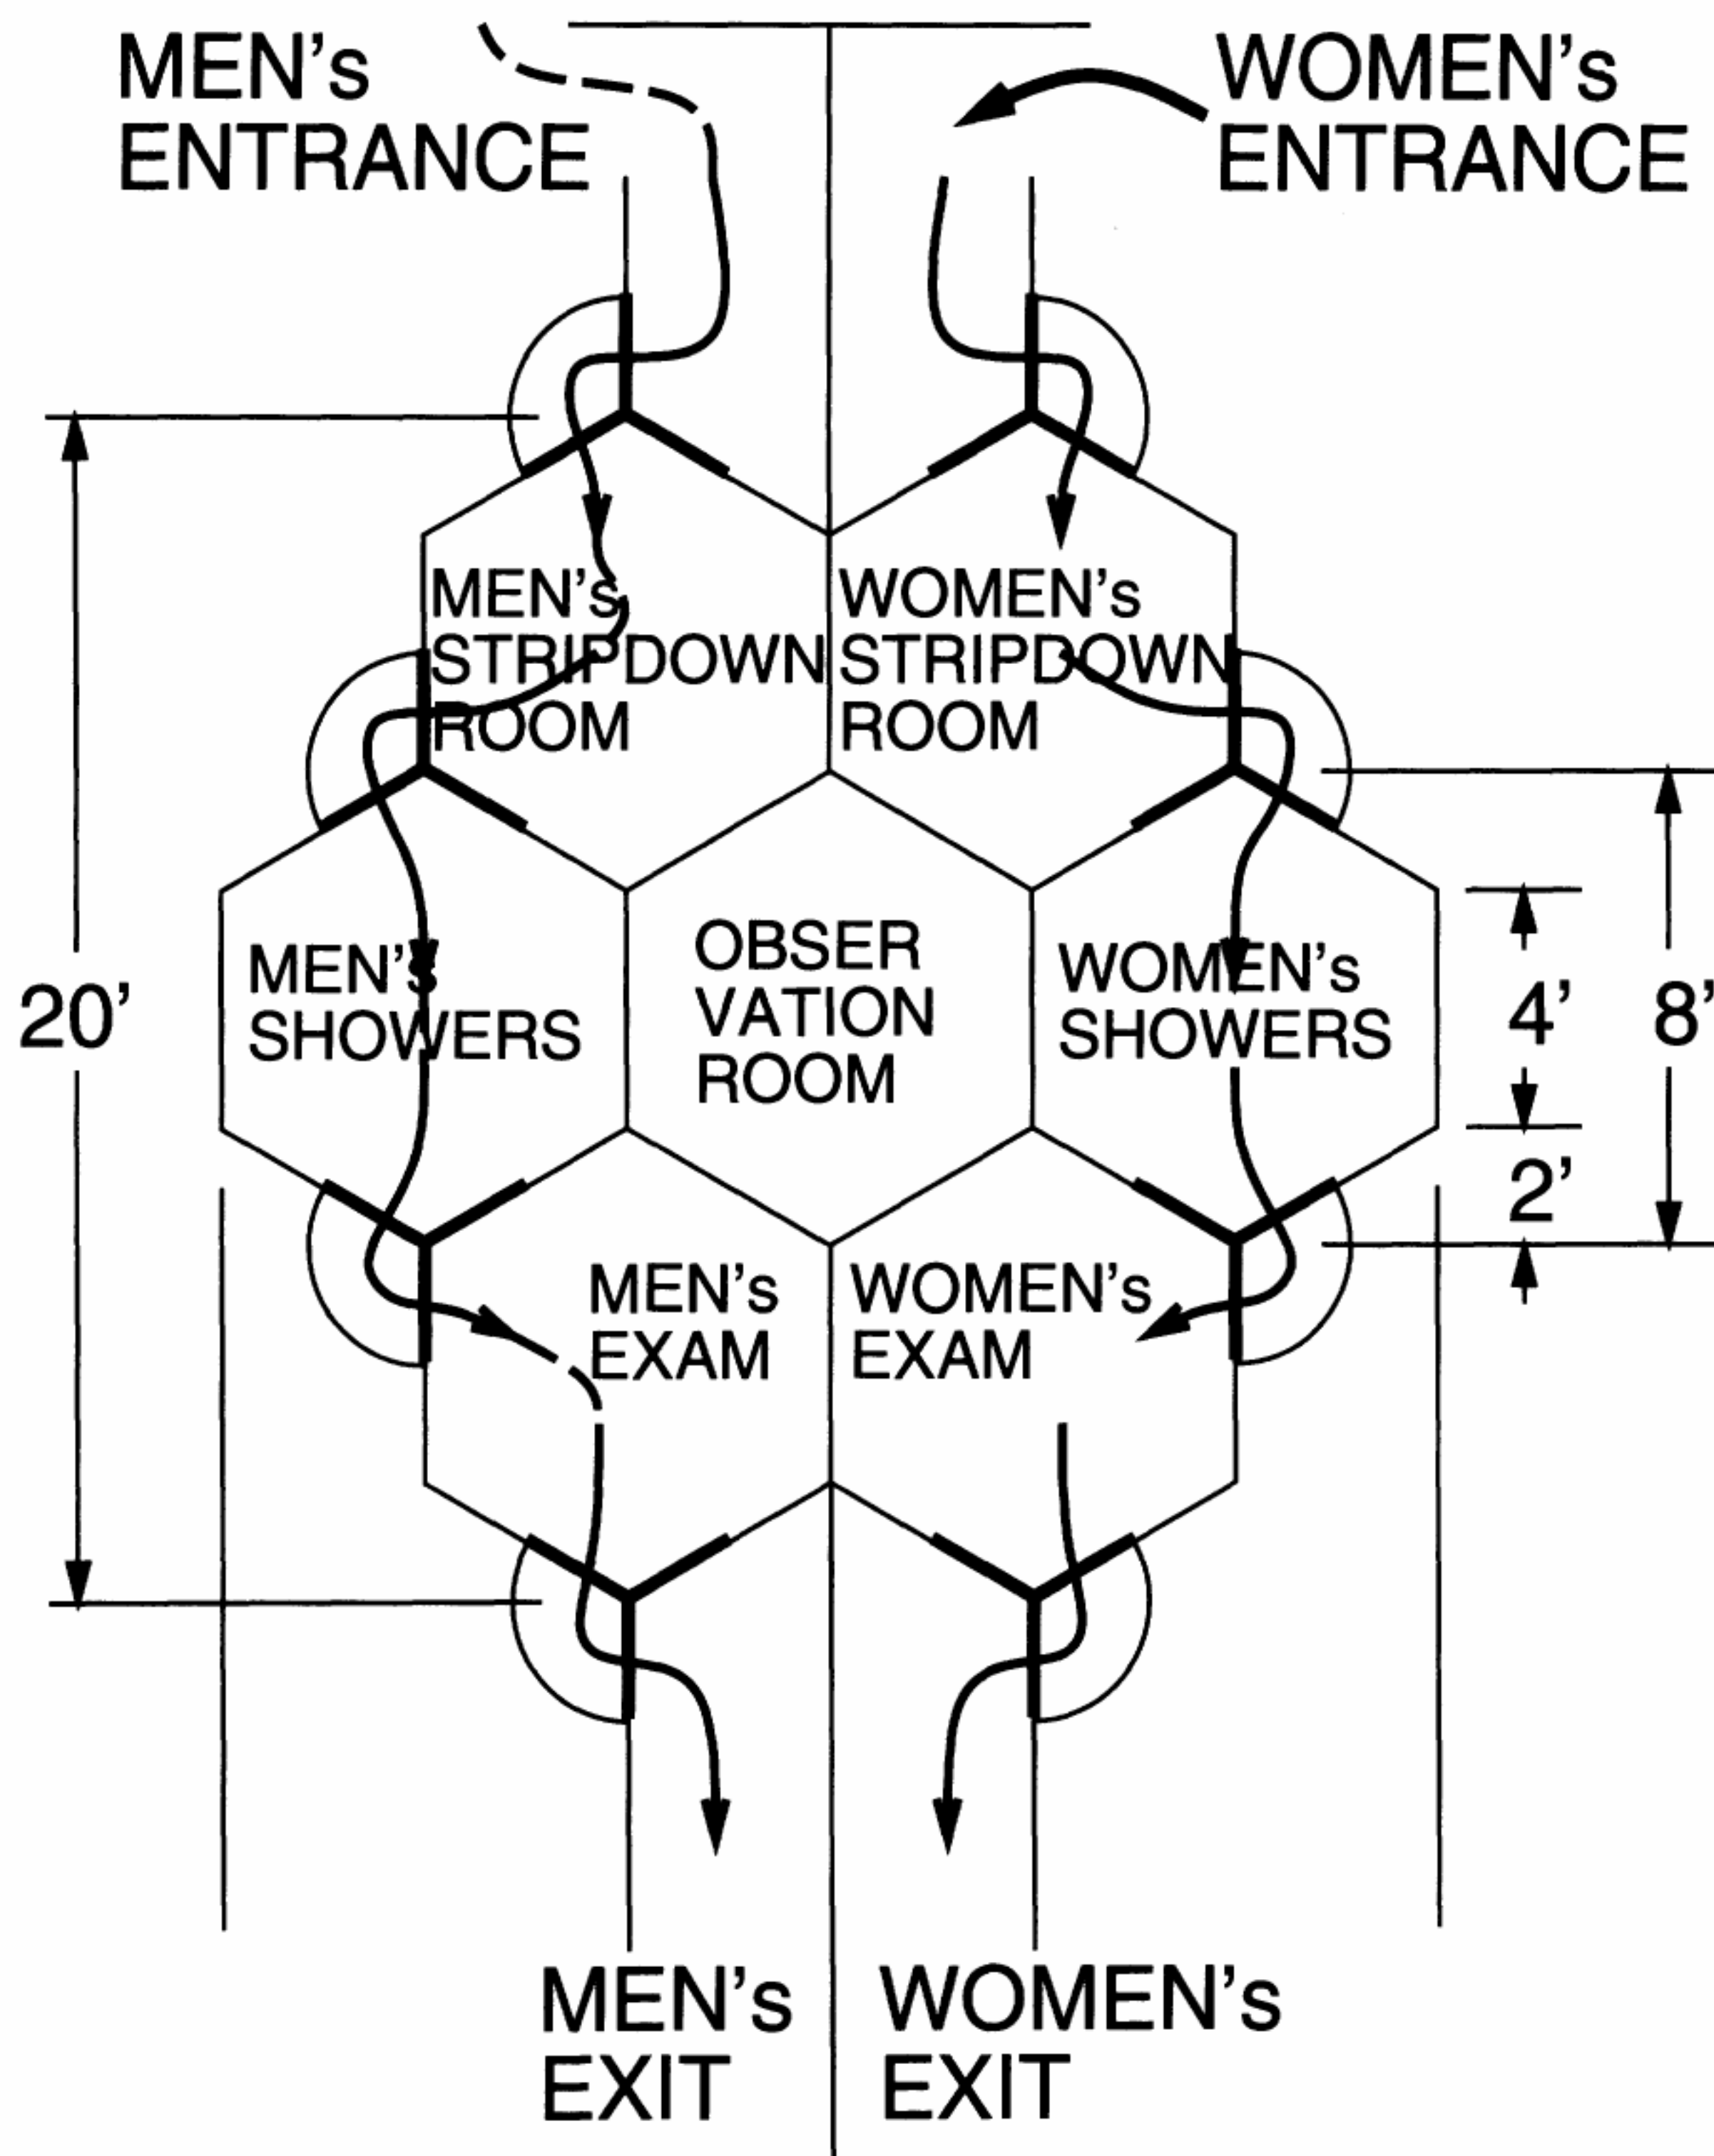 MEN's
ENTRANCE
WOMEN's
ENTRANCE
MEN's
STRIPDOWN
ROOM
WOMEN's
STRIPDOWN
ROOM
MEN's
SHOWERS
OBSER
VATION
ROOM
WOMEN's
SHOWERS
20'
4'
8'
2'
MEN's
EXAM
WOMEN's
EXAM
MEN's
EXIT
WOMEN's
EXIT